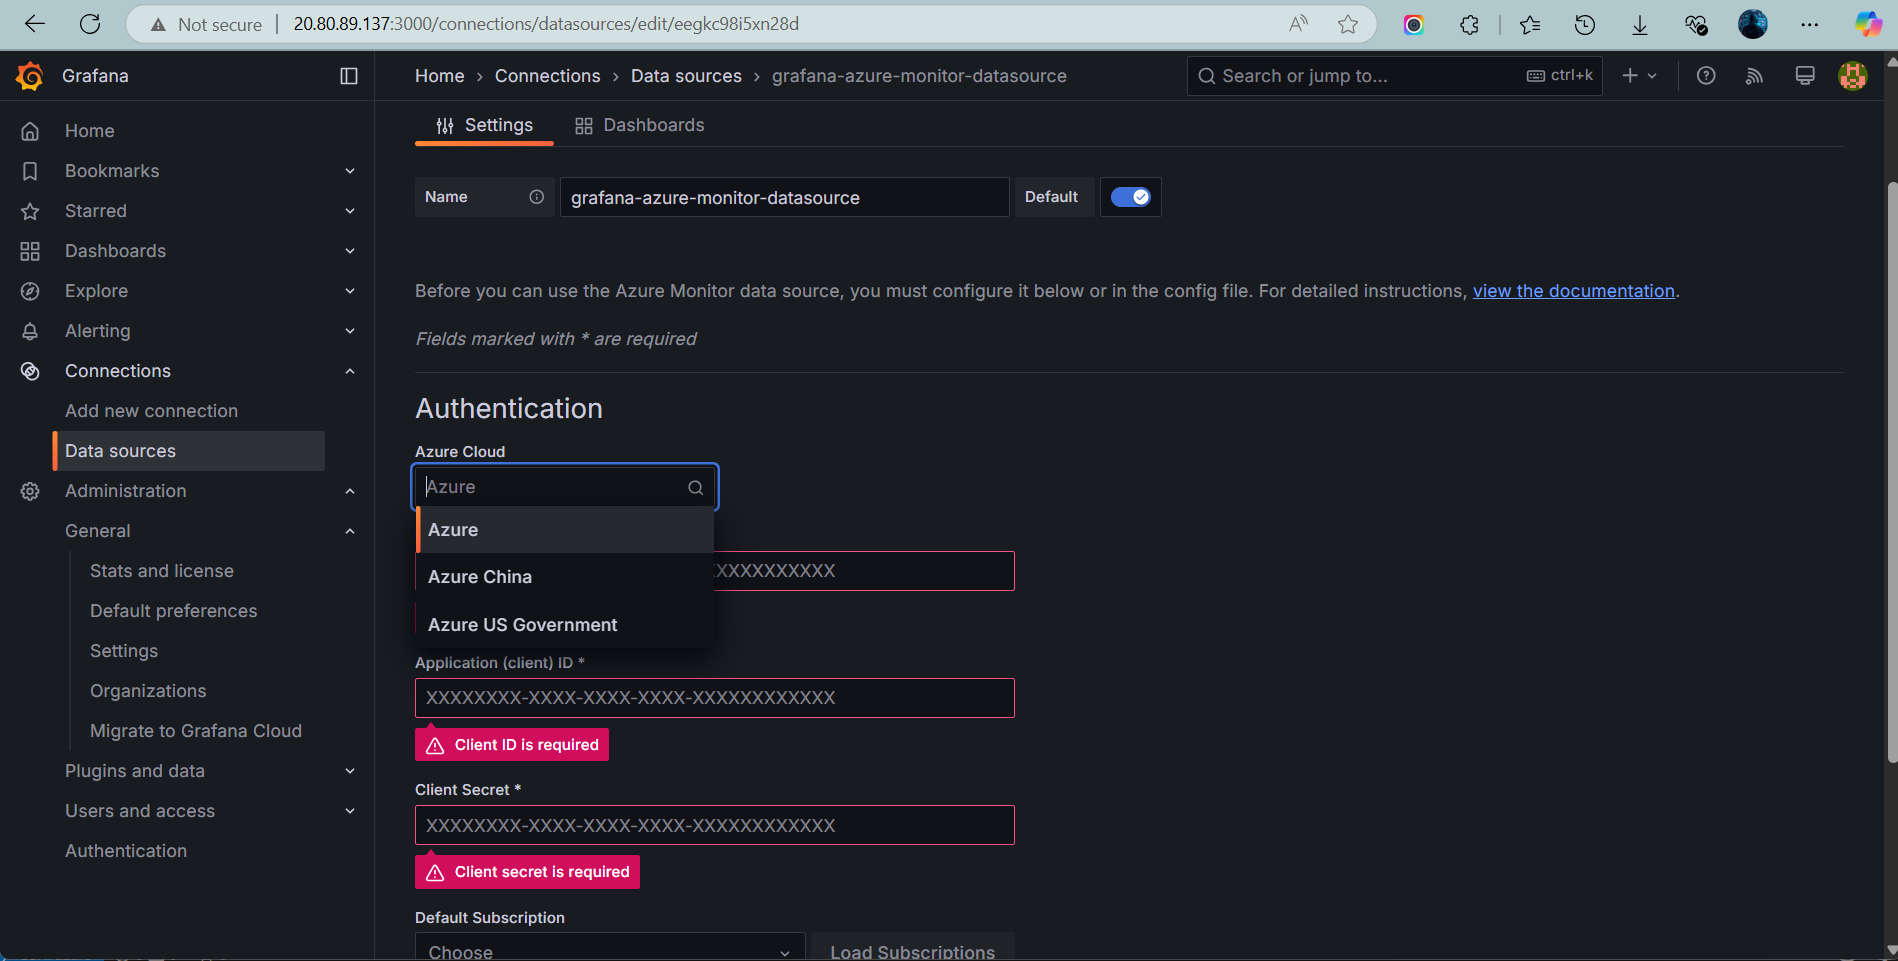 Not secure
20.80.89.137:3000/connections/datasources/edit/eegkc98i5xn28d
Grafana
Home › Connections › Data sources › grafana-azure-monitor-datasource
Search or jump to...
ctrl+k
Home
Bookmarks
Starred
Dashboards
Explore
Alerting
Connections
Add new connection
Data sources
Administration
General
Stats and license
Default preferences
Settings
Organizations
Migrate to Grafana Cloud
Plugins and data
Users and access
Authentication
Settings
Dashboards
Name
grafana-azure-monitor-datasource
Default
Before you can use the Azure Monitor data source, you must configure it below or in the config file. For detailed instructions, view the documentation.
Fields marked with * are required
Authentication
Azure Cloud
Azure
Azure
Azure China
Azure US Government
XXXXXXXXXXX
Application (client) ID *
XXXXXXXX-XXXX-XXXX-XXXX-XXXXXXXXXXXX
Client ID is required
Client Secret *
XXXXXXXX-XXXX-XXXX-XXXX-XXXXXXXXXXXX
Client secret is required
Default Subscription
Choose
Load Subscriptions